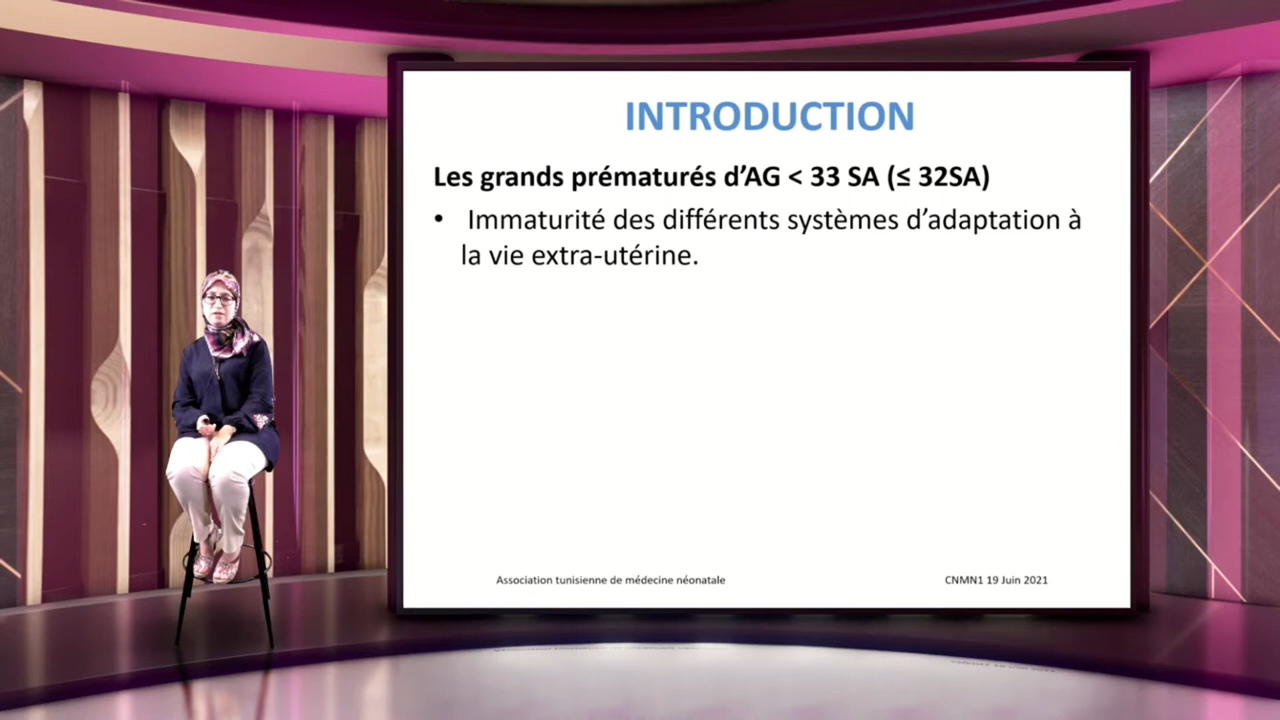 INTRODUCTION
Les grands prématurés d’AG < 33 SA (≤ 32SA)
• Immaturité des différents systèmes d’adaptation à
la vie extra-utérine.
Association tunisienne de médecine néonatale
CNMN1 19 Juin 2021